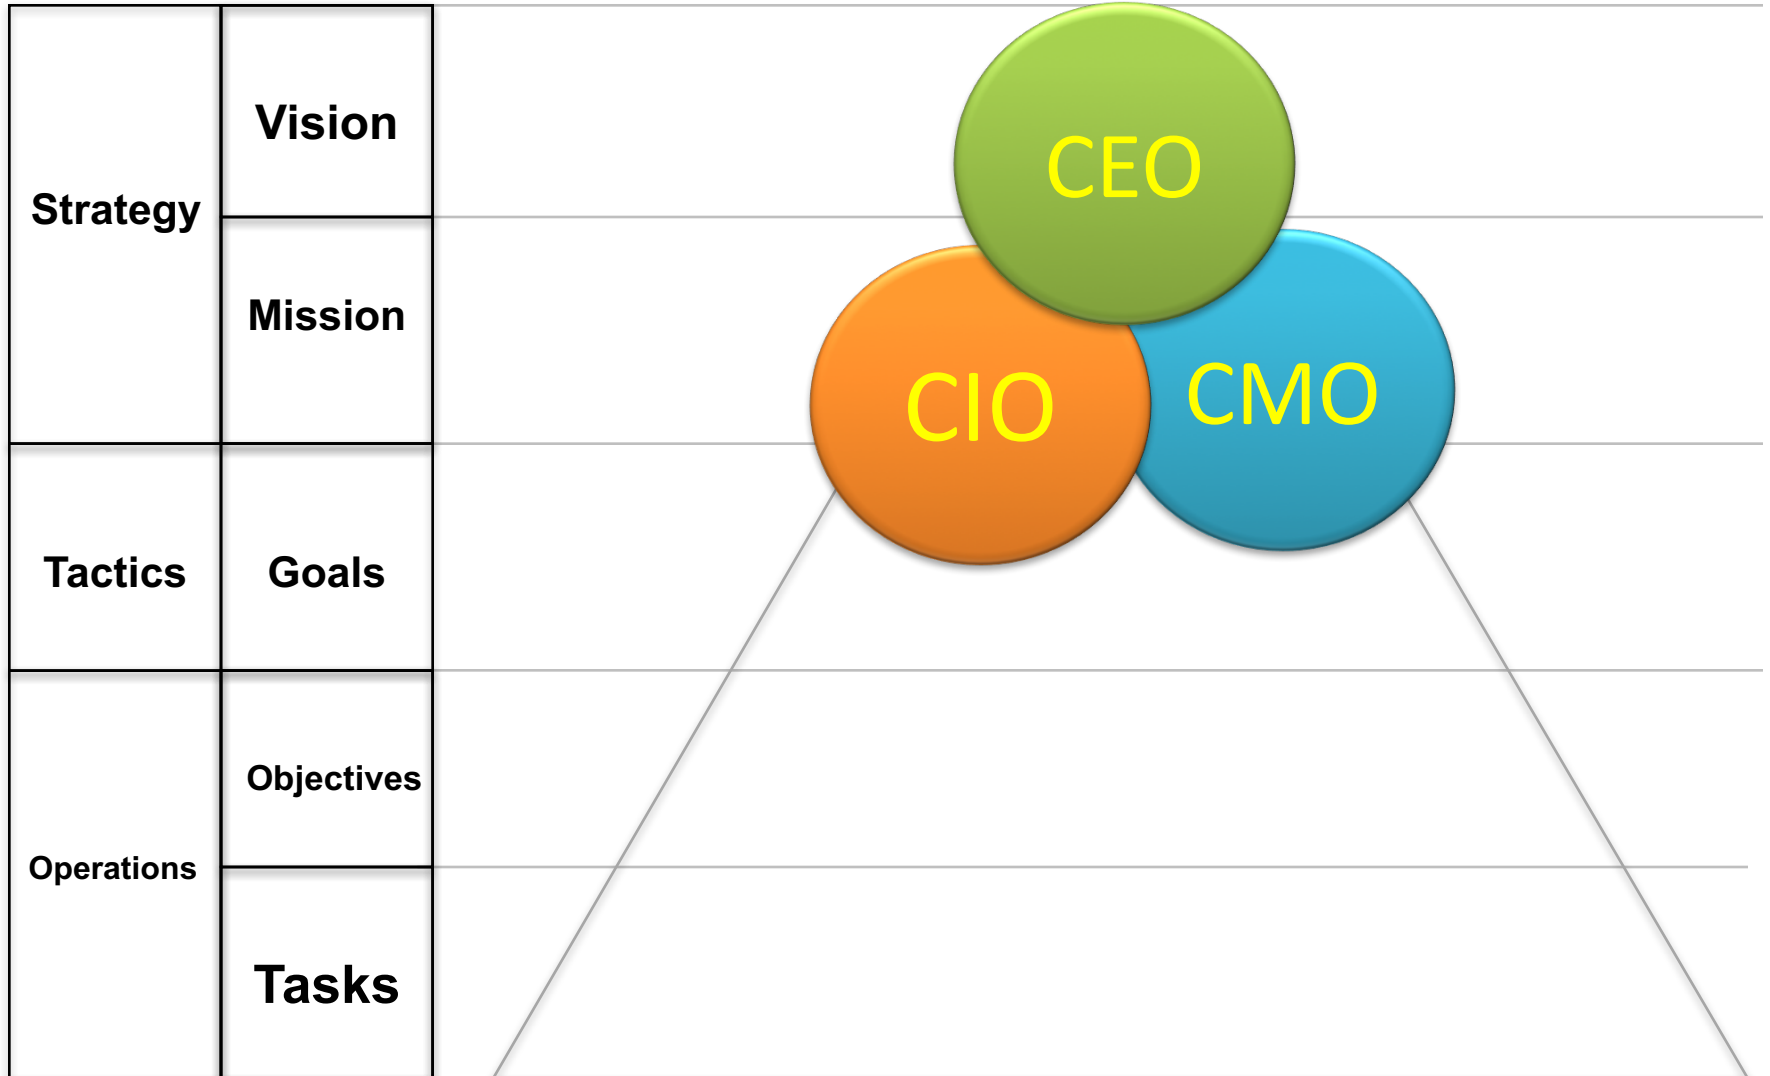 Strategy
Vision
Mission
Tactics
Goals
Operations
Objectives
Tasks
CEO
CIO
CMO